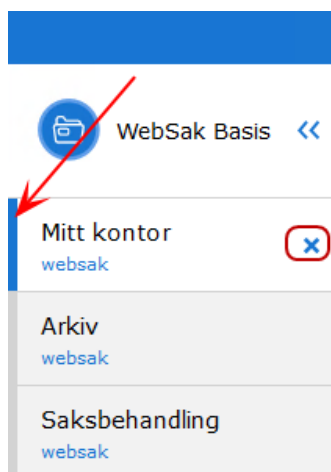 WebSak Basis
Mitt kontor
websak
Arkiv
websak
Saksbehandling
websak